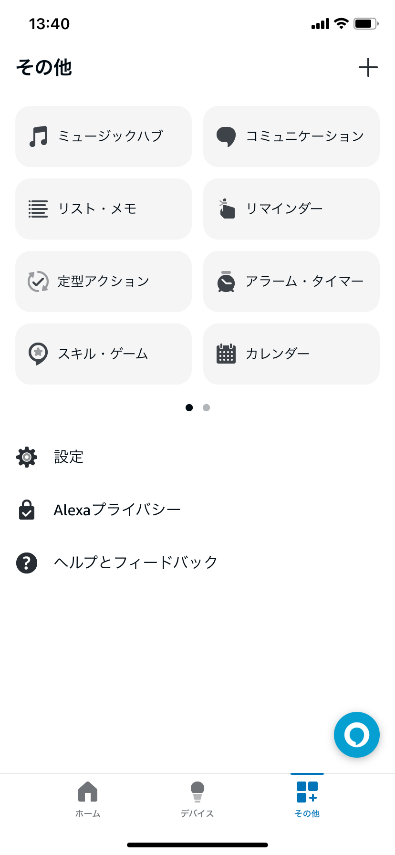 13:40
その他
ミュージックハブ
コミュニケーション
リスト・メモ
リマインダー
定型アクション
アラーム・タイマー
スキル・ゲーム
カレンダー
設定
Alexaプライバシー
ヘルプとフィードバック
ホーム
デバイス
その他